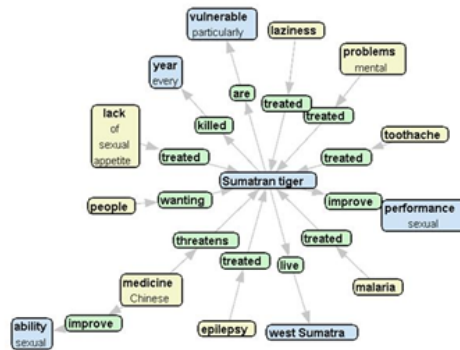 vulnerable
particularly
laziness
problems
mental
year
every
are
treated
treated
killed
lack
of
sexual
appetite
treated
toothache
treated
Sumatran tiger
people
wanting
improve
performance
sexual
threatens
treated
treated
live
medicine
Chinese
malaria
ability
sexual
improve
epilepsy
west Sumatra